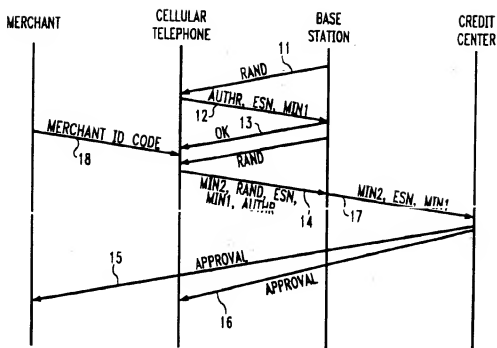 MERCHANT
CELLULAR
TELEPHONE
BASE
STATION
CREDIT
CENTER
11
RAND
AUTHR, ESN, MIN1
12
13
OK
MERCHANT ID CODE
18
RAND
MIN2, RAND, ESN,
MIN1, AUTHR
14
17
MIN2, ESN, MIN1
15
APPROVAL
APPROVAL
16